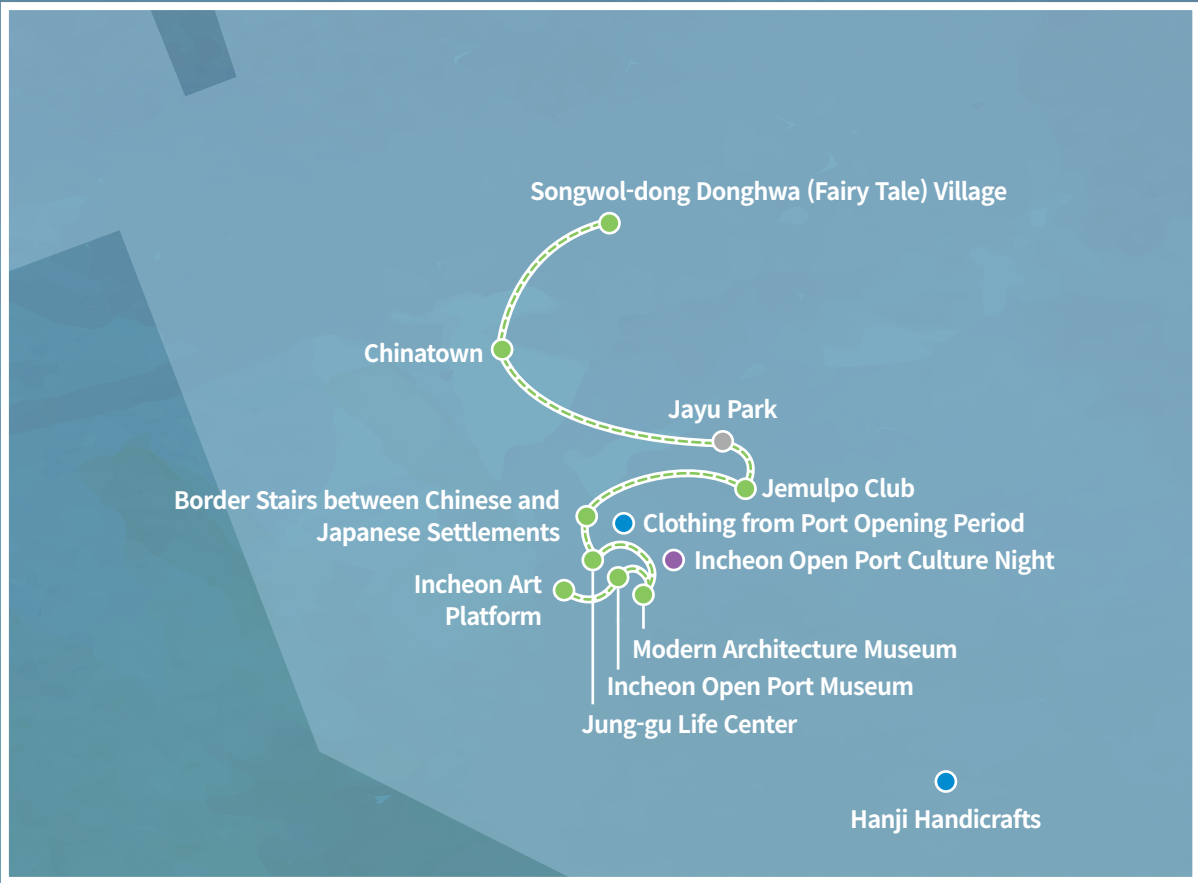 Songwol-dong Donghwa (Fairy Tale) Village
Chinatown
Jayu Park
Jemulpo Club
Border Stairs between Chinese and
Japanese Settlements
Clothing from Port Opening Period
Incheon Open Port Culture Night
Incheon Art
Platform
Modern Architecture Museum
Incheon Open Port Museum
Jung-gu Life Center
Hanji Handicrafts